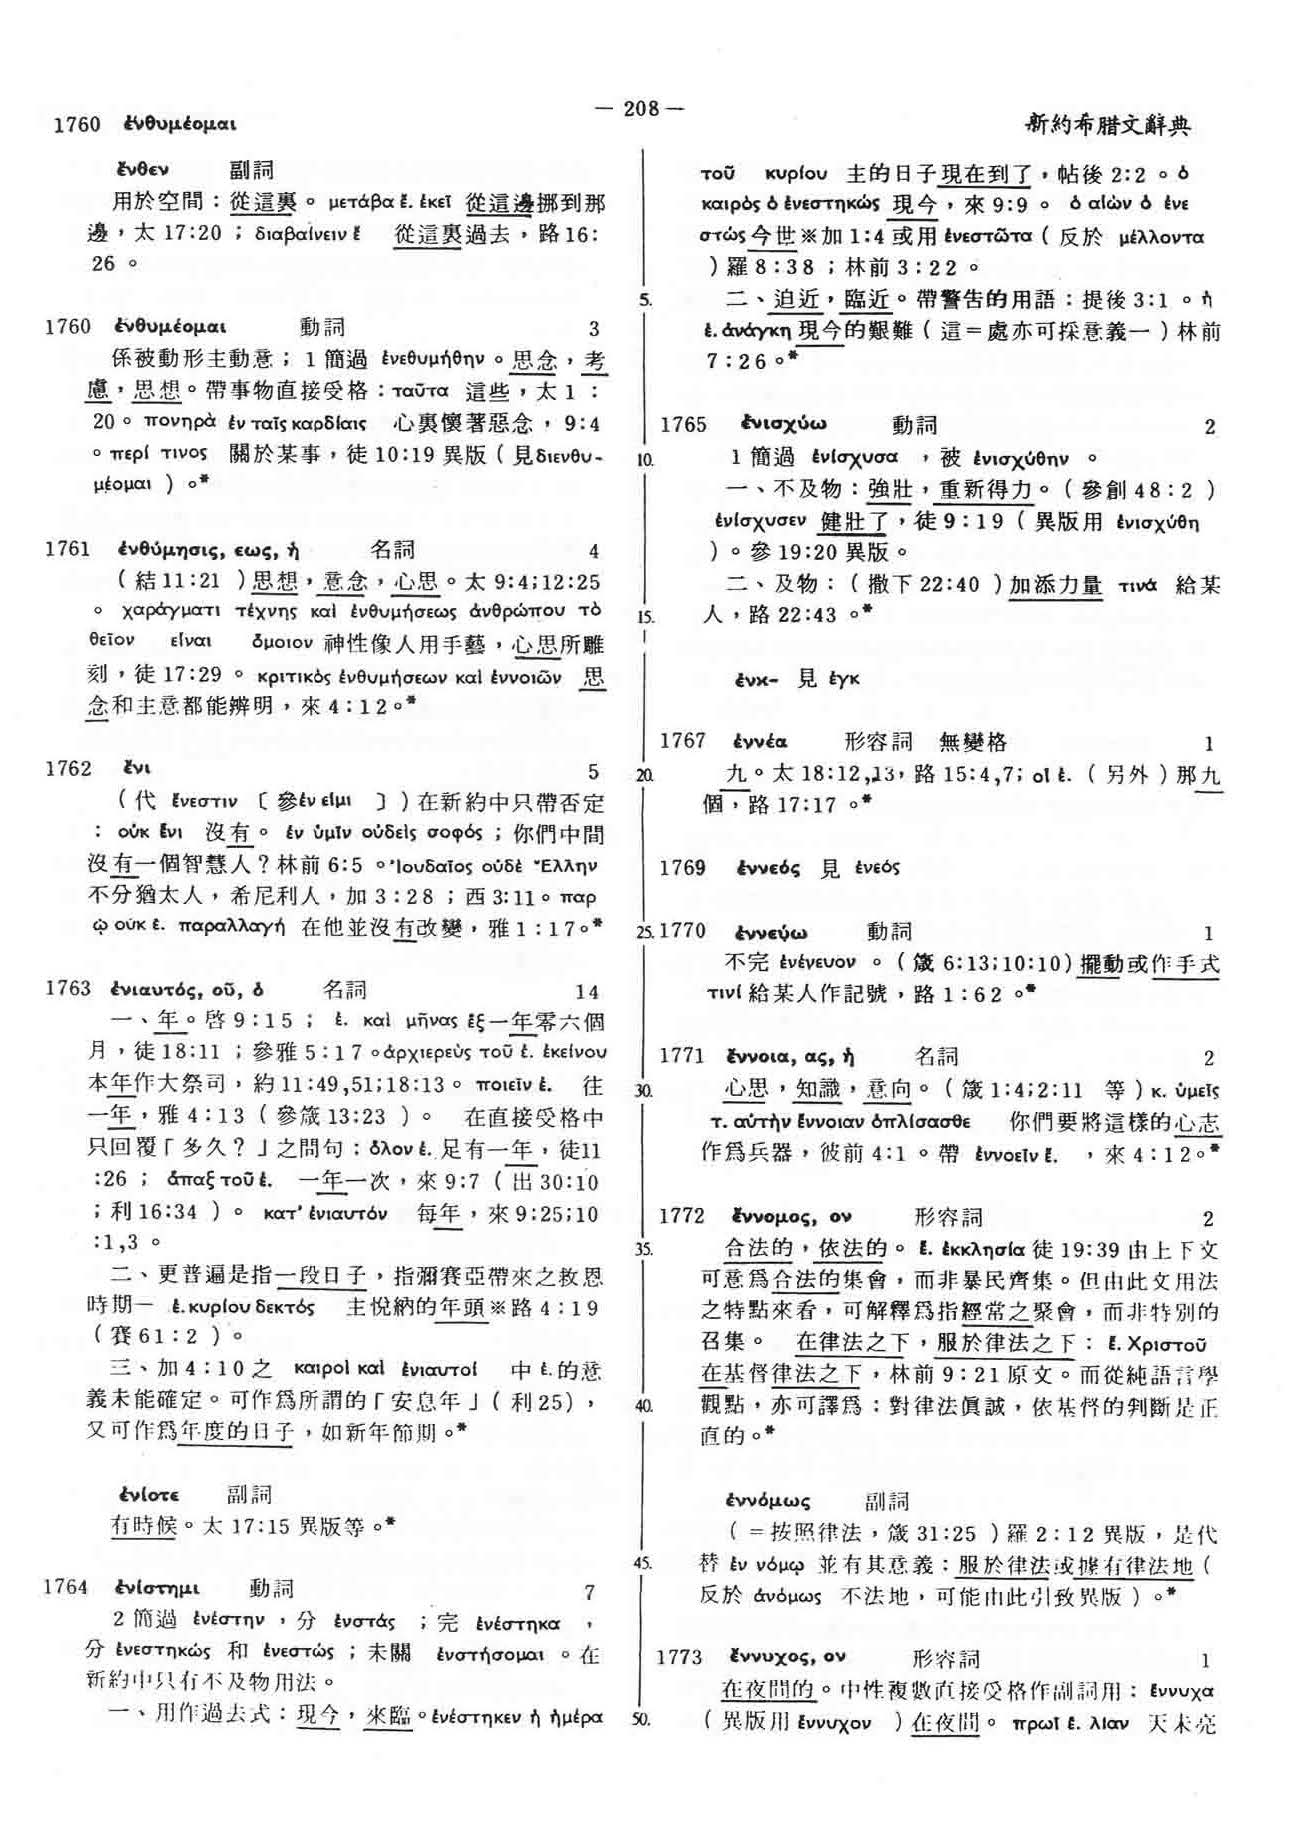 — 208 —
1760 ἐνθυμέομαι
新約希腊文辭典
ἔνθεν 副詞
用於空間：從這裏。μετάβα ἔ. ἐκεῖ 從這邊挪到那
邊，太 17:20；διαβαίνειν ἔ 從這裏過去，路16:
26。
1760 ἐνθυμέομαι 動詞 3
係被動形主動意；1 簡過 ἐνεθυμήθην。思念，考
慮，思想。帶事物直接受格：ταῦτα 這些，太 1：
20。πονηρὰ ἐν ταῖς καρδίαις 心裏懷著惡念，9:4
。περί τινος 關於某事，徒 10:19 異版（見διενθυ-
μέομαι）。*
1761 ἐνθύμησις, εως, ἡ 名詞 4
（結11:21）思想，意念，心思。太 9:4;12:25
。χαράγματι τέχνης καὶ ἐνθυμήσεως ἀνθρώπου τὸ
θεῖον εἶναι ὅμοιον 神性像人用手藝，心思所雕
刻，徒 17:29。κριτικὸς ἐνθυμήσεων καὶ ἐννοιῶν 思
念和主意都能辨明，來 4:12。*
1762 ἔνι 5
（代 ἔνεστιν〔參ἐν εἰμι〕）在新約中只帶否定
：οὐκ ἔνι 沒有。ἐν ὑμῖν οὐδεὶς σοφός；你們中間
沒有一個智慧人？林前 6:5。Ἰουδαῖος οὐδὲ Ἕλλην
不分猶太人，希尼利人，加 3:28；西 3:11。παρ
ᾧ οὐκ ἔ. παραλλαγή 在他並沒有改變，雅 1:17。*
1763 ἐνιαυτός, οῦ, ὁ 名詞 14
一、年。啓 9:15；ἐ. καὶ μῆνας ἕξ一年零六個
月，徒 18:11；參雅 5:17。ἀρχιερεὺς τοῦ ἐ. ἐκείνου
本年作大祭司，約 11:49,51;18:13。ποιεῖν ἐ. 往
一年，雅 4:13（參箴 13:23）。在直接受格中
只回覆「多久？」之問句：ὅλον ἐ. 足有一年，徒11
:26；ἅπαξ τοῦ ἐ. 一年一次，來 9:7（出 30:10
；利 16:34）。κατ' ἐνιαυτόν 每年，來 9:25;10
:1,3。
二、更普遍是指一段日子，指彌賽亞帶來之救恩
時期— ἐ. κυρίου δεκτός 主悅納的年頭※路 4:19
（賽 61:2）。
三、加 4:10 之 καιροὶ καὶ ἐνιαυτοί 中 ἐ. 的意
義未能確定。可作爲所謂的「安息年」（利25），
又可作爲年度的日子，如新年節期。*
ἐνίοτε 副詞
有時候。太 17:15 異版等。*
1764 ἐνίστημι 動詞 7
2 簡過 ἐνέστην，分 ἐνστάς；完 ἐνέστηκα，
分 ἐνεστηκώς 和 ἐνεστώς；未關 ἐνστήσομαι。在
新約中只有不及物用法。
一、用作過去式：現今，來臨。ἐνέστηκεν ἡ ἡμέρα
5.
10.
15.
20.
25.
30.
35.
40.
45.
50.
τοῦ κυρίου 主的日子現在到了，帖後 2:2。ὁ
καιρὸς ὁ ἐνεστηκώς 現今，來 9:9。ὁ αἰὼν ὁ ἐνε
στώς 今世※加 1:4 或用 ἐνεστῶτα（反於 μέλλοντα
）羅 8:38；林前 3:22。
二、迫近，臨近。帶警告的用語：提後 3:1。ἡ
ἐ. ἀνάγκη 現今的艱難（這＝處亦可採意義一）林前
7:26。*
1765 ἐνισχύω 動詞 2
1 簡過 ἐνίσχυσα，被 ἐνισχύθην。
一、不及物：強壯，重新得力。（參創 48:2）
ἐνίσχυσεν 健壯了，徒 9:19（異版用 ἐνισχύθη
）。參 19:20 異版。
二、及物：（撒下 22:40）加添力量 τινά 給某
人，路 22:43。*
ἐνκ- 見 ἐγκ
1767 ἐννέα 形容詞 無變格 1
九。太 18:12,13，路 15:4,7; οἱ ἐ.（另外）那九
個，路 17:17。*
1769 ἐννεός 見 ἐνεός
1770 ἐννεύω 動詞 1
不完 ἐνένευον。（箴 6:13;10:10）擺動或作手式
τινί 給某人作記號，路 1:62。*
1771 ἔννοια, ας, ἡ 名詞 2
心思，知識，意向。（箴 1:4;2:11 等）κ. ὑμεῖς
τ. αὐτὴν ἔννοιαν ὁπλίσασθε 你們要將這樣的心志
作爲兵器，彼前 4:1。帶 ἐννοεῖν ἔ.，來 4:12。*
1772 ἔννομος, ον 形容詞 2
合法的，依法的。ἔ. ἐκκλησία 徒 19:39 由上下文
可意爲合法的集會，而非暴民齊集。但由此文用法
之特點來看，可解釋爲指經常之聚會，而非特別的
召集。 在律法之下，服於律法之下：ἔ. Χριστοῦ
在基督律法之下，林前 9:21 原文。而從純語言學
觀點，亦可譯爲：對律法眞誠，依基督的判斷是正
直的。*
ἐννόμως 副詞
（＝按照律法，箴 31:25）羅 2:12 異版，是代
替 ἐν νόμῳ 並有其意義：服於律法或據有律法地（
反於 ἀνόμως 不法地，可能由此引致異版）。*
1773 ἔννυχος, ον 形容詞 1
在夜間的。中性複數直接受格作副詞用：ἔννυχα
（異版用 ἔννυχον）在夜間。πρωῒ ἔ. λίαν 天未亮